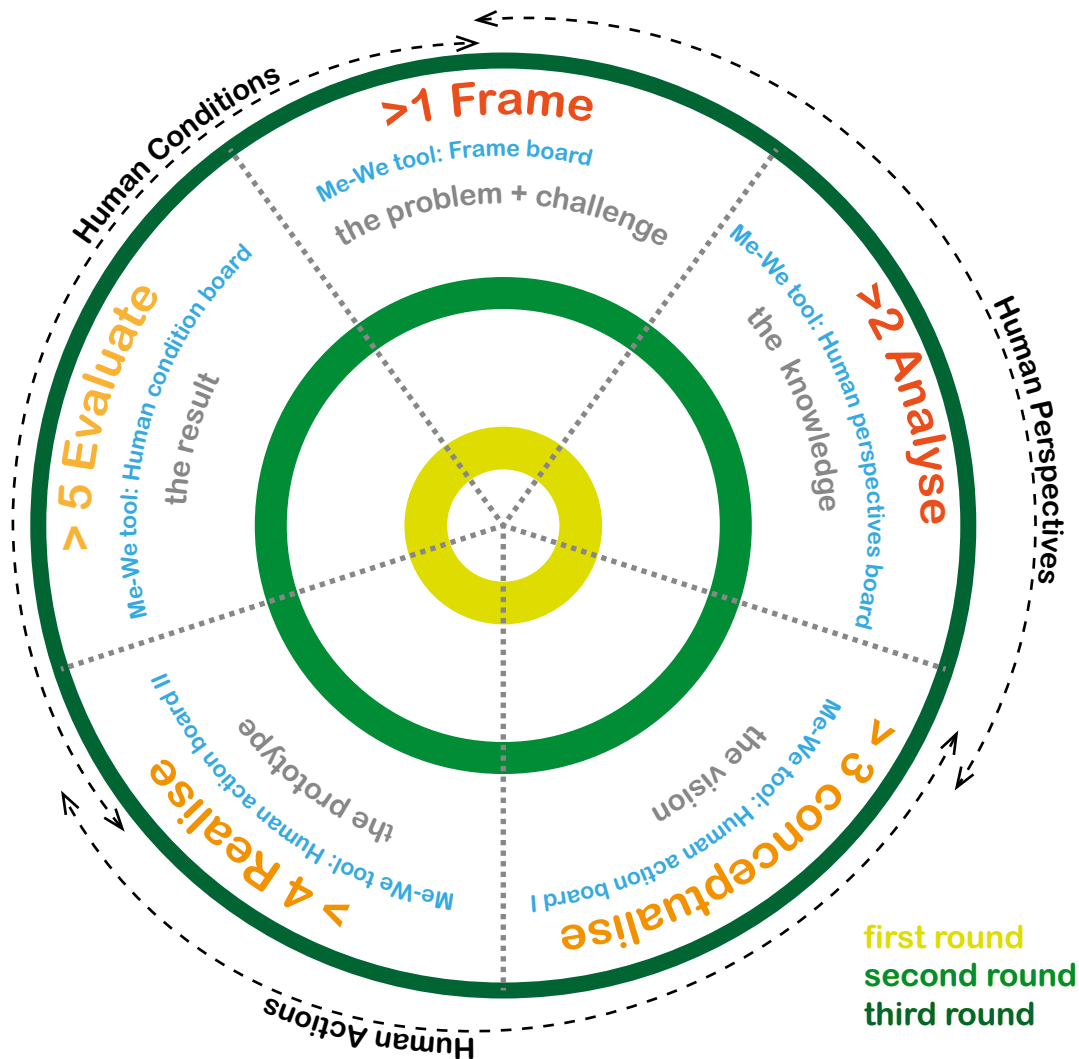 Human Conditions
Human Perspectives
Human Actions
>1 Frame
Me-We tool: Frame board
the problem + challenge
>2 Analyse
Me-We tool: Human perspectives board
the knowledge
> 3 conceptualise
Me-We tool: Human action board I
the vision
> 4 Realise
Me-We tool: Human action board II
the prototype
> 5 Evaluate
Me-We tool: Human condition board
the result
first round
second round
third round